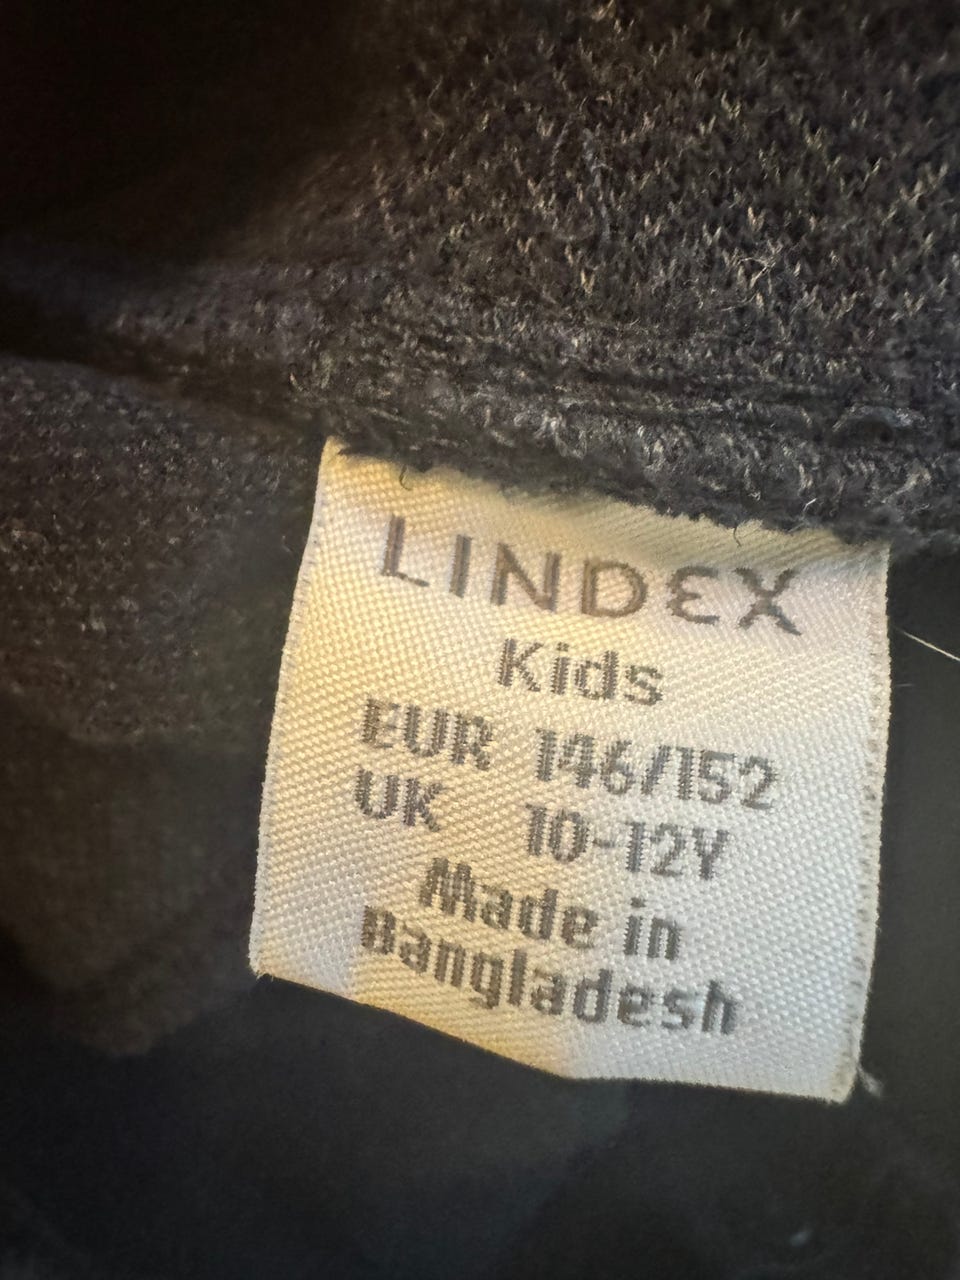 LINDEX
Kids
EUR 146/152
UK 10-12Y
Made in
Bangladesh